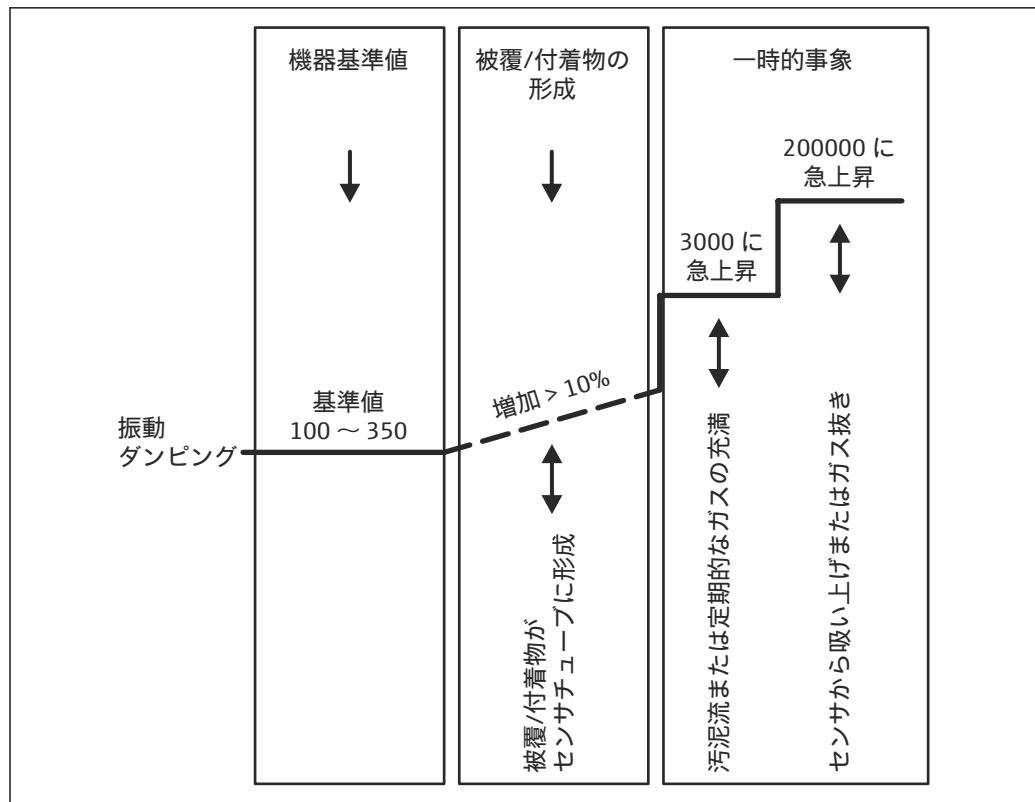 機器基準値
被覆/付着物の
形成
一時的事象
200000 に
急上昇
3000 に
急上昇
増加 > 10%
基準値
100 ～ 350
振動
ダンピング
被覆/付着物が
センサチューブに形成
汚泥流または定期的なガスの充満
センサから吸い上げまたはガス抜き